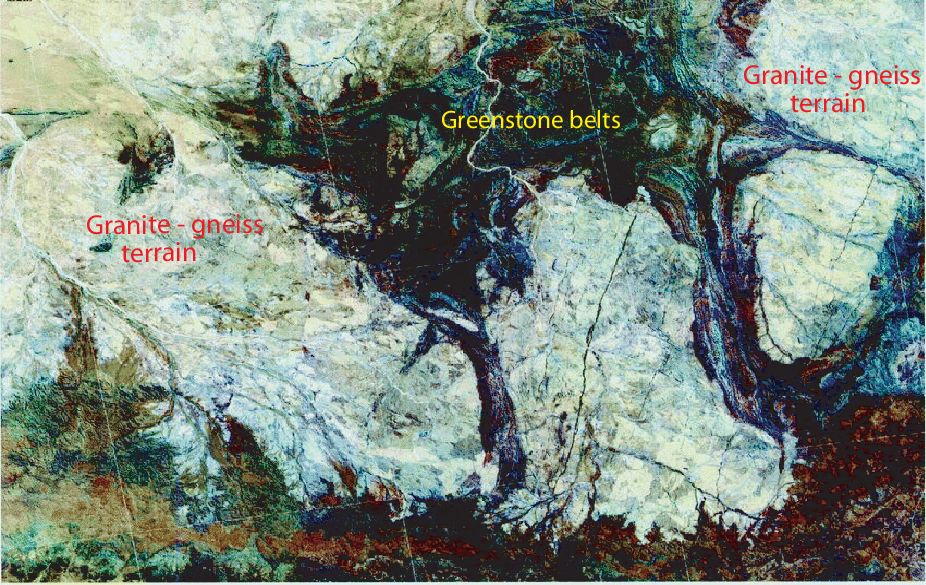 Granite - gneiss
terrain
Greenstone belts
Granite - gneiss
terrain